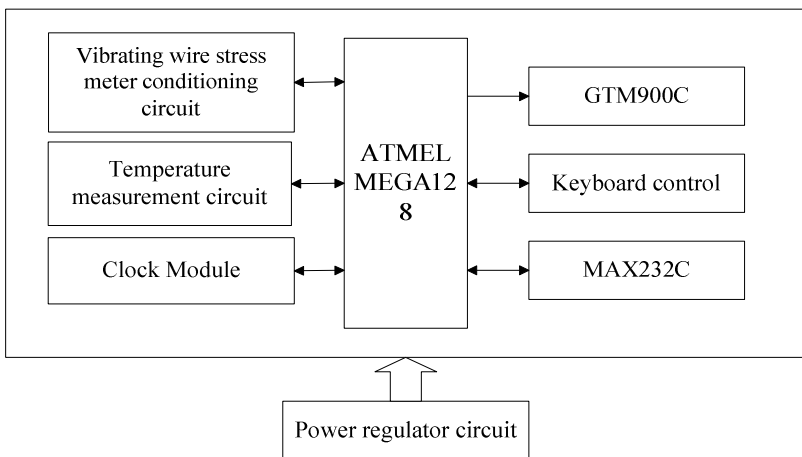 Vibrating wire stress
meter conditioning
circuit
Temperature
measurement circuit
Clock Module
ATMEL
MEGA12
8
GTM900C
Keyboard control
MAX232C
Power regulator circuit